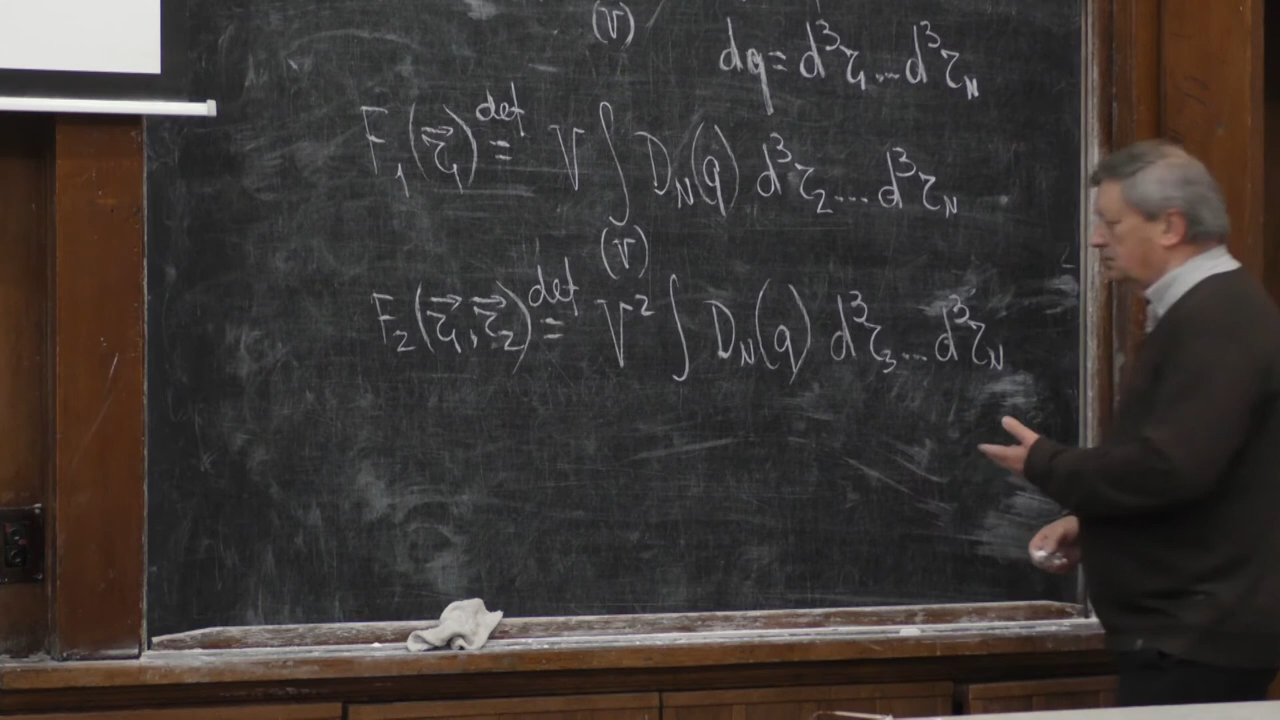 (V)
dq = d³r₁...d³r_N
F₁(r⃗₁) def= V ∫ D_N(q) d³r₂...d³r_N
(V)
F₂(r⃗₁, r⃗₂) def= V² ∫ D_N(q) d³r₃...d³r_N